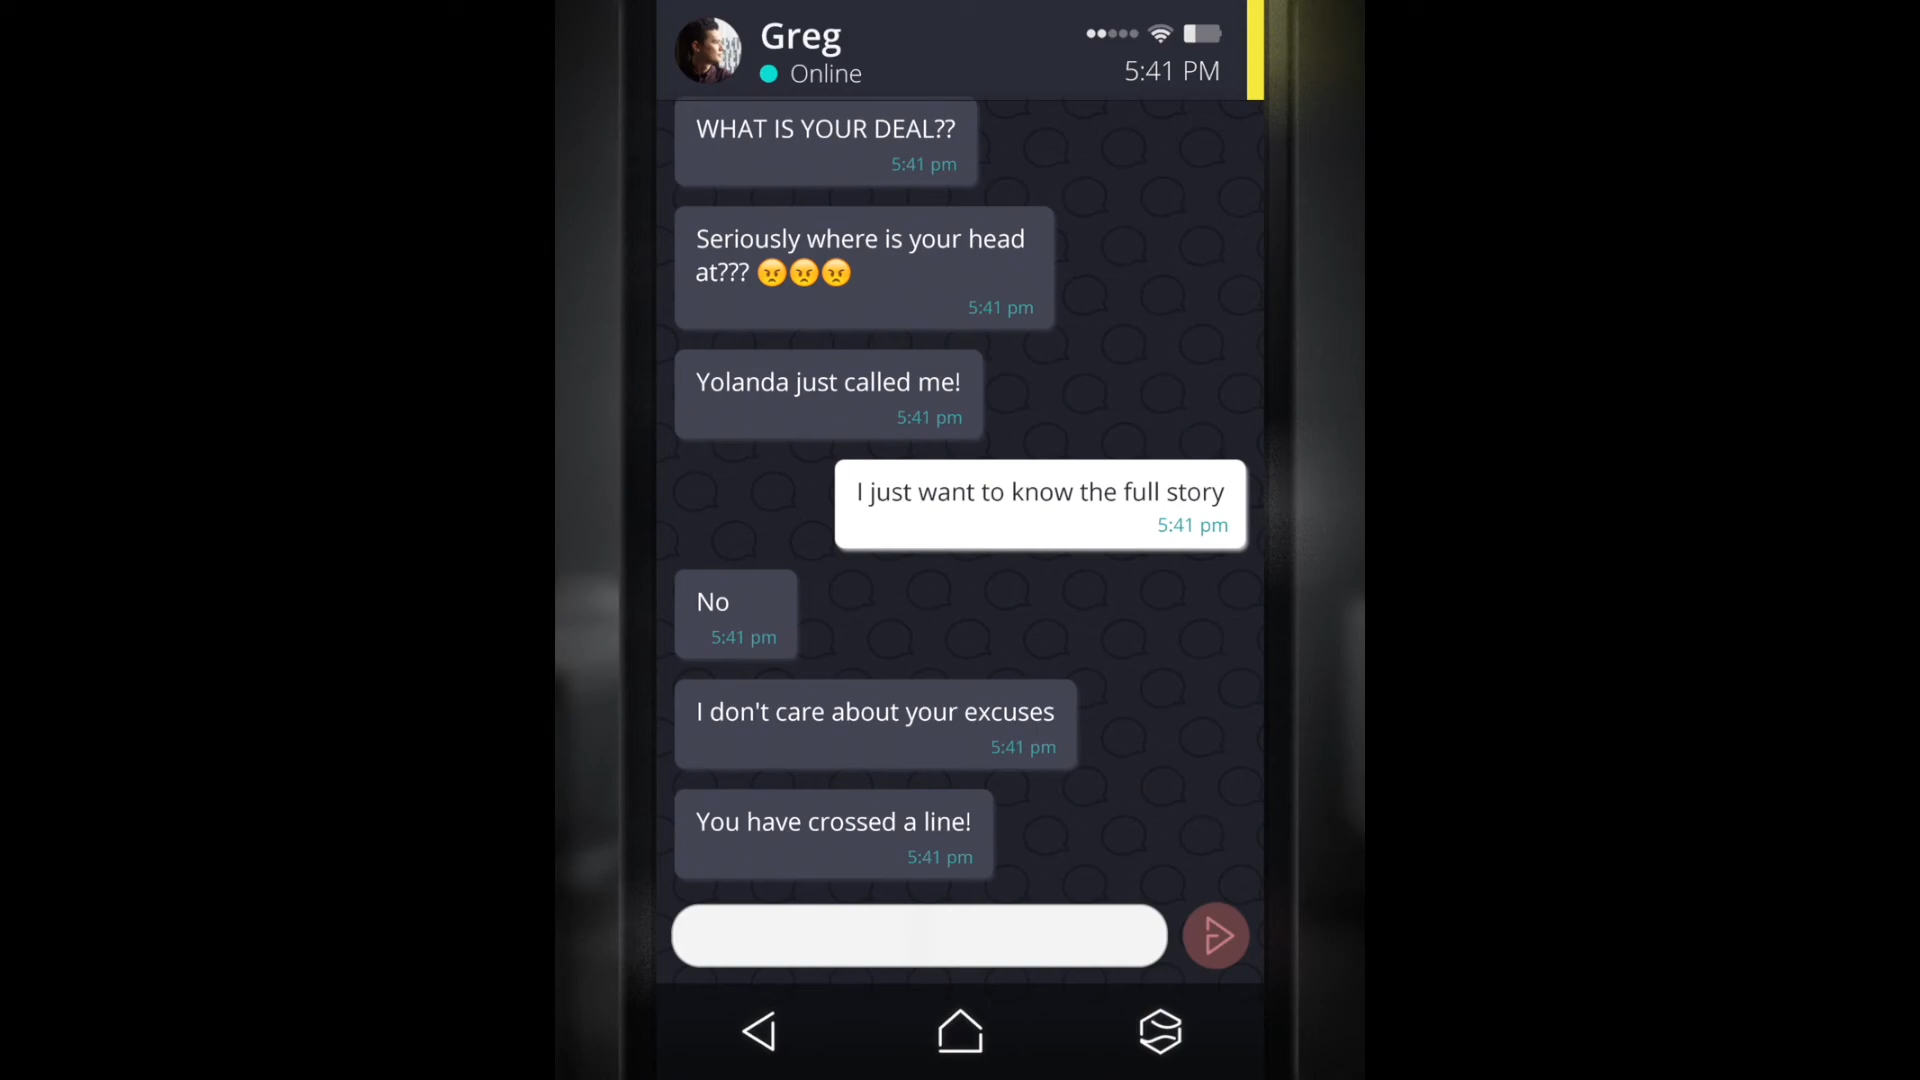 Greg
Online
5:41 PM
WHAT IS YOUR DEAL??
5:41 pm
Seriously where is your head
at??? 😠😠😠
5:41 pm
Yolanda just called me!
5:41 pm
I just want to know the full story
5:41 pm
No
5:41 pm
I don't care about your excuses
5:41 pm
You have crossed a line!
5:41 pm